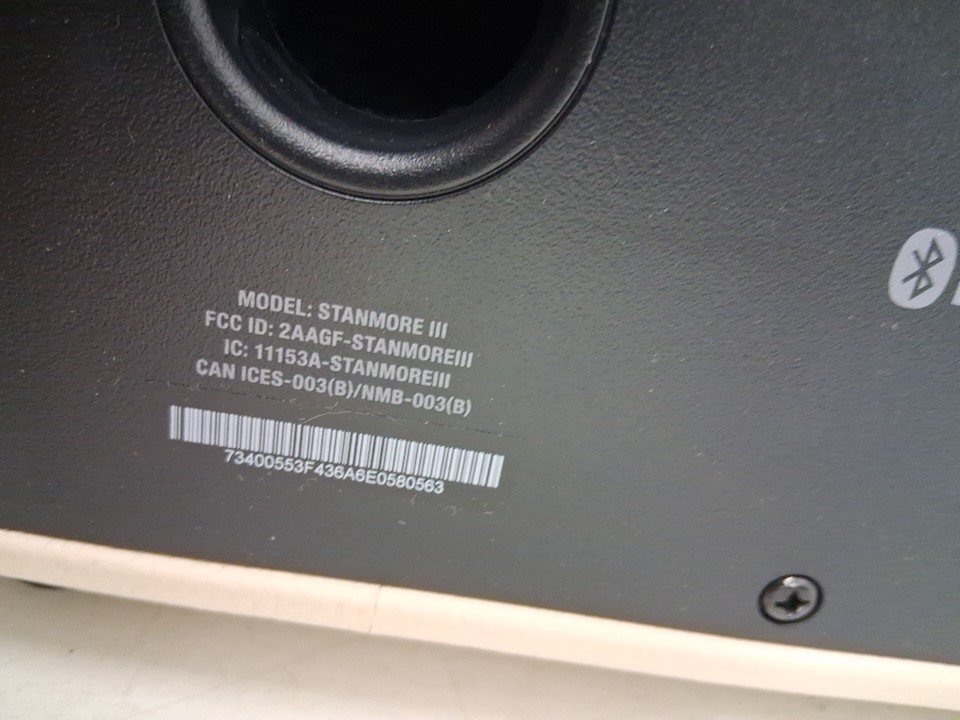 MODEL: STANMORE III
FCC ID: 2AAGF-STANMOREIII
IC: 11153A-STANMOREIII
CAN ICES-003(B)/NMB-003(B)
73400553F436A6E0580563